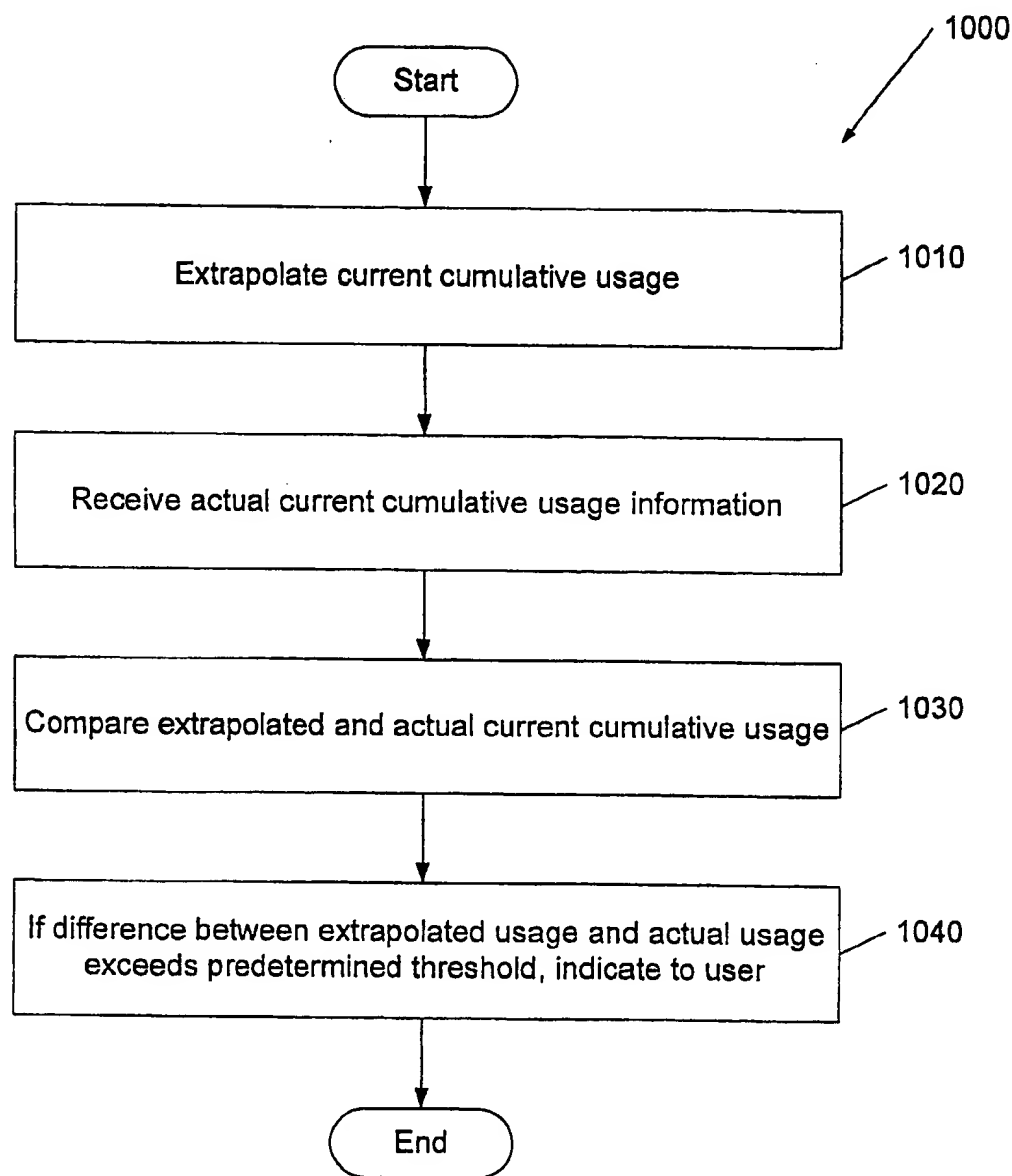 1000
Start
Extrapolate current cumulative usage
1010
Receive actual current cumulative usage information
1020
Compare extrapolated and actual current cumulative usage
1030
If difference between extrapolated usage and actual usage
exceeds predetermined threshold, indicate to user
1040
End